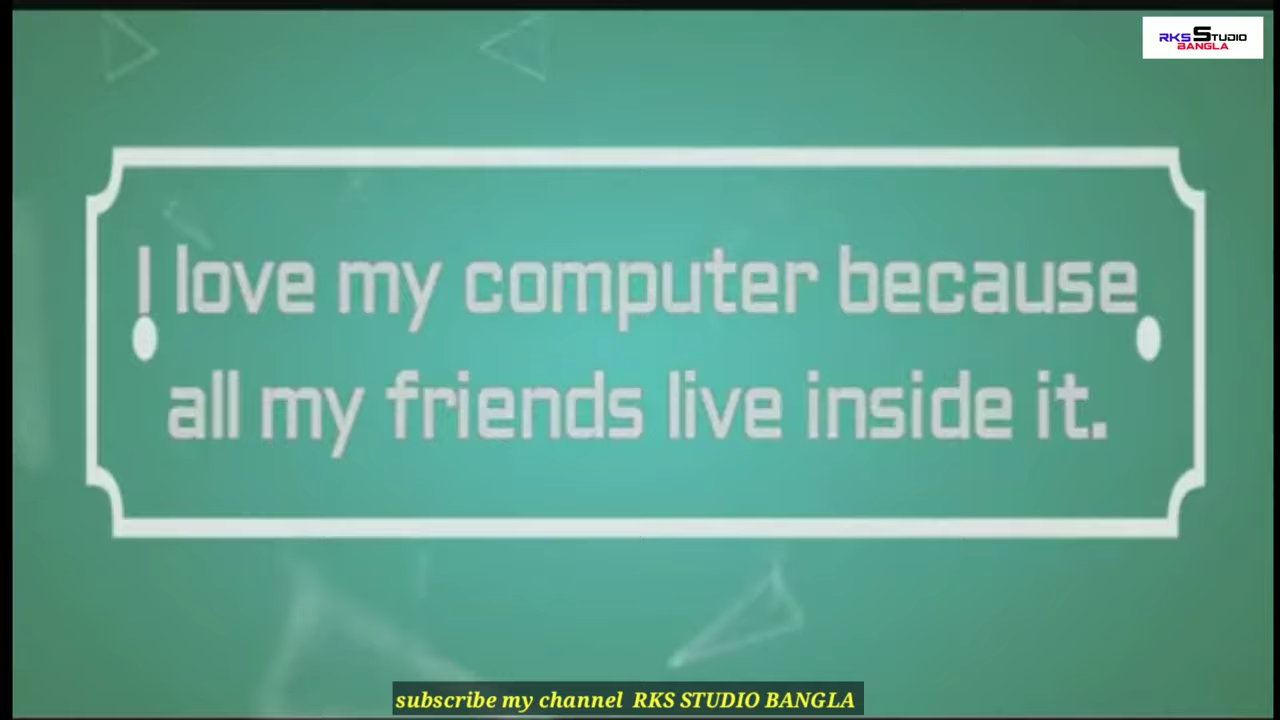 RKS STUDIO
BANGLA
I love my computer because
all my friends live inside it.
subscribe my channel RKS STUDIO BANGLA